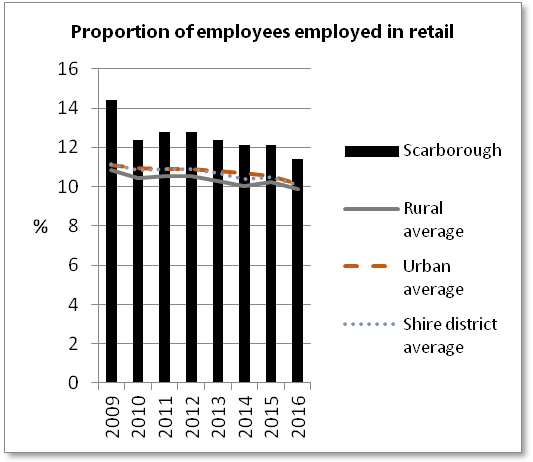 Proportion of employees employed in retail
16
14
12
10
8
6
4
2
0
%
2009
2010
2011
2012
2013
2014
2015
2016
Scarborough
Rural
average
Urban
average
Shire district
average